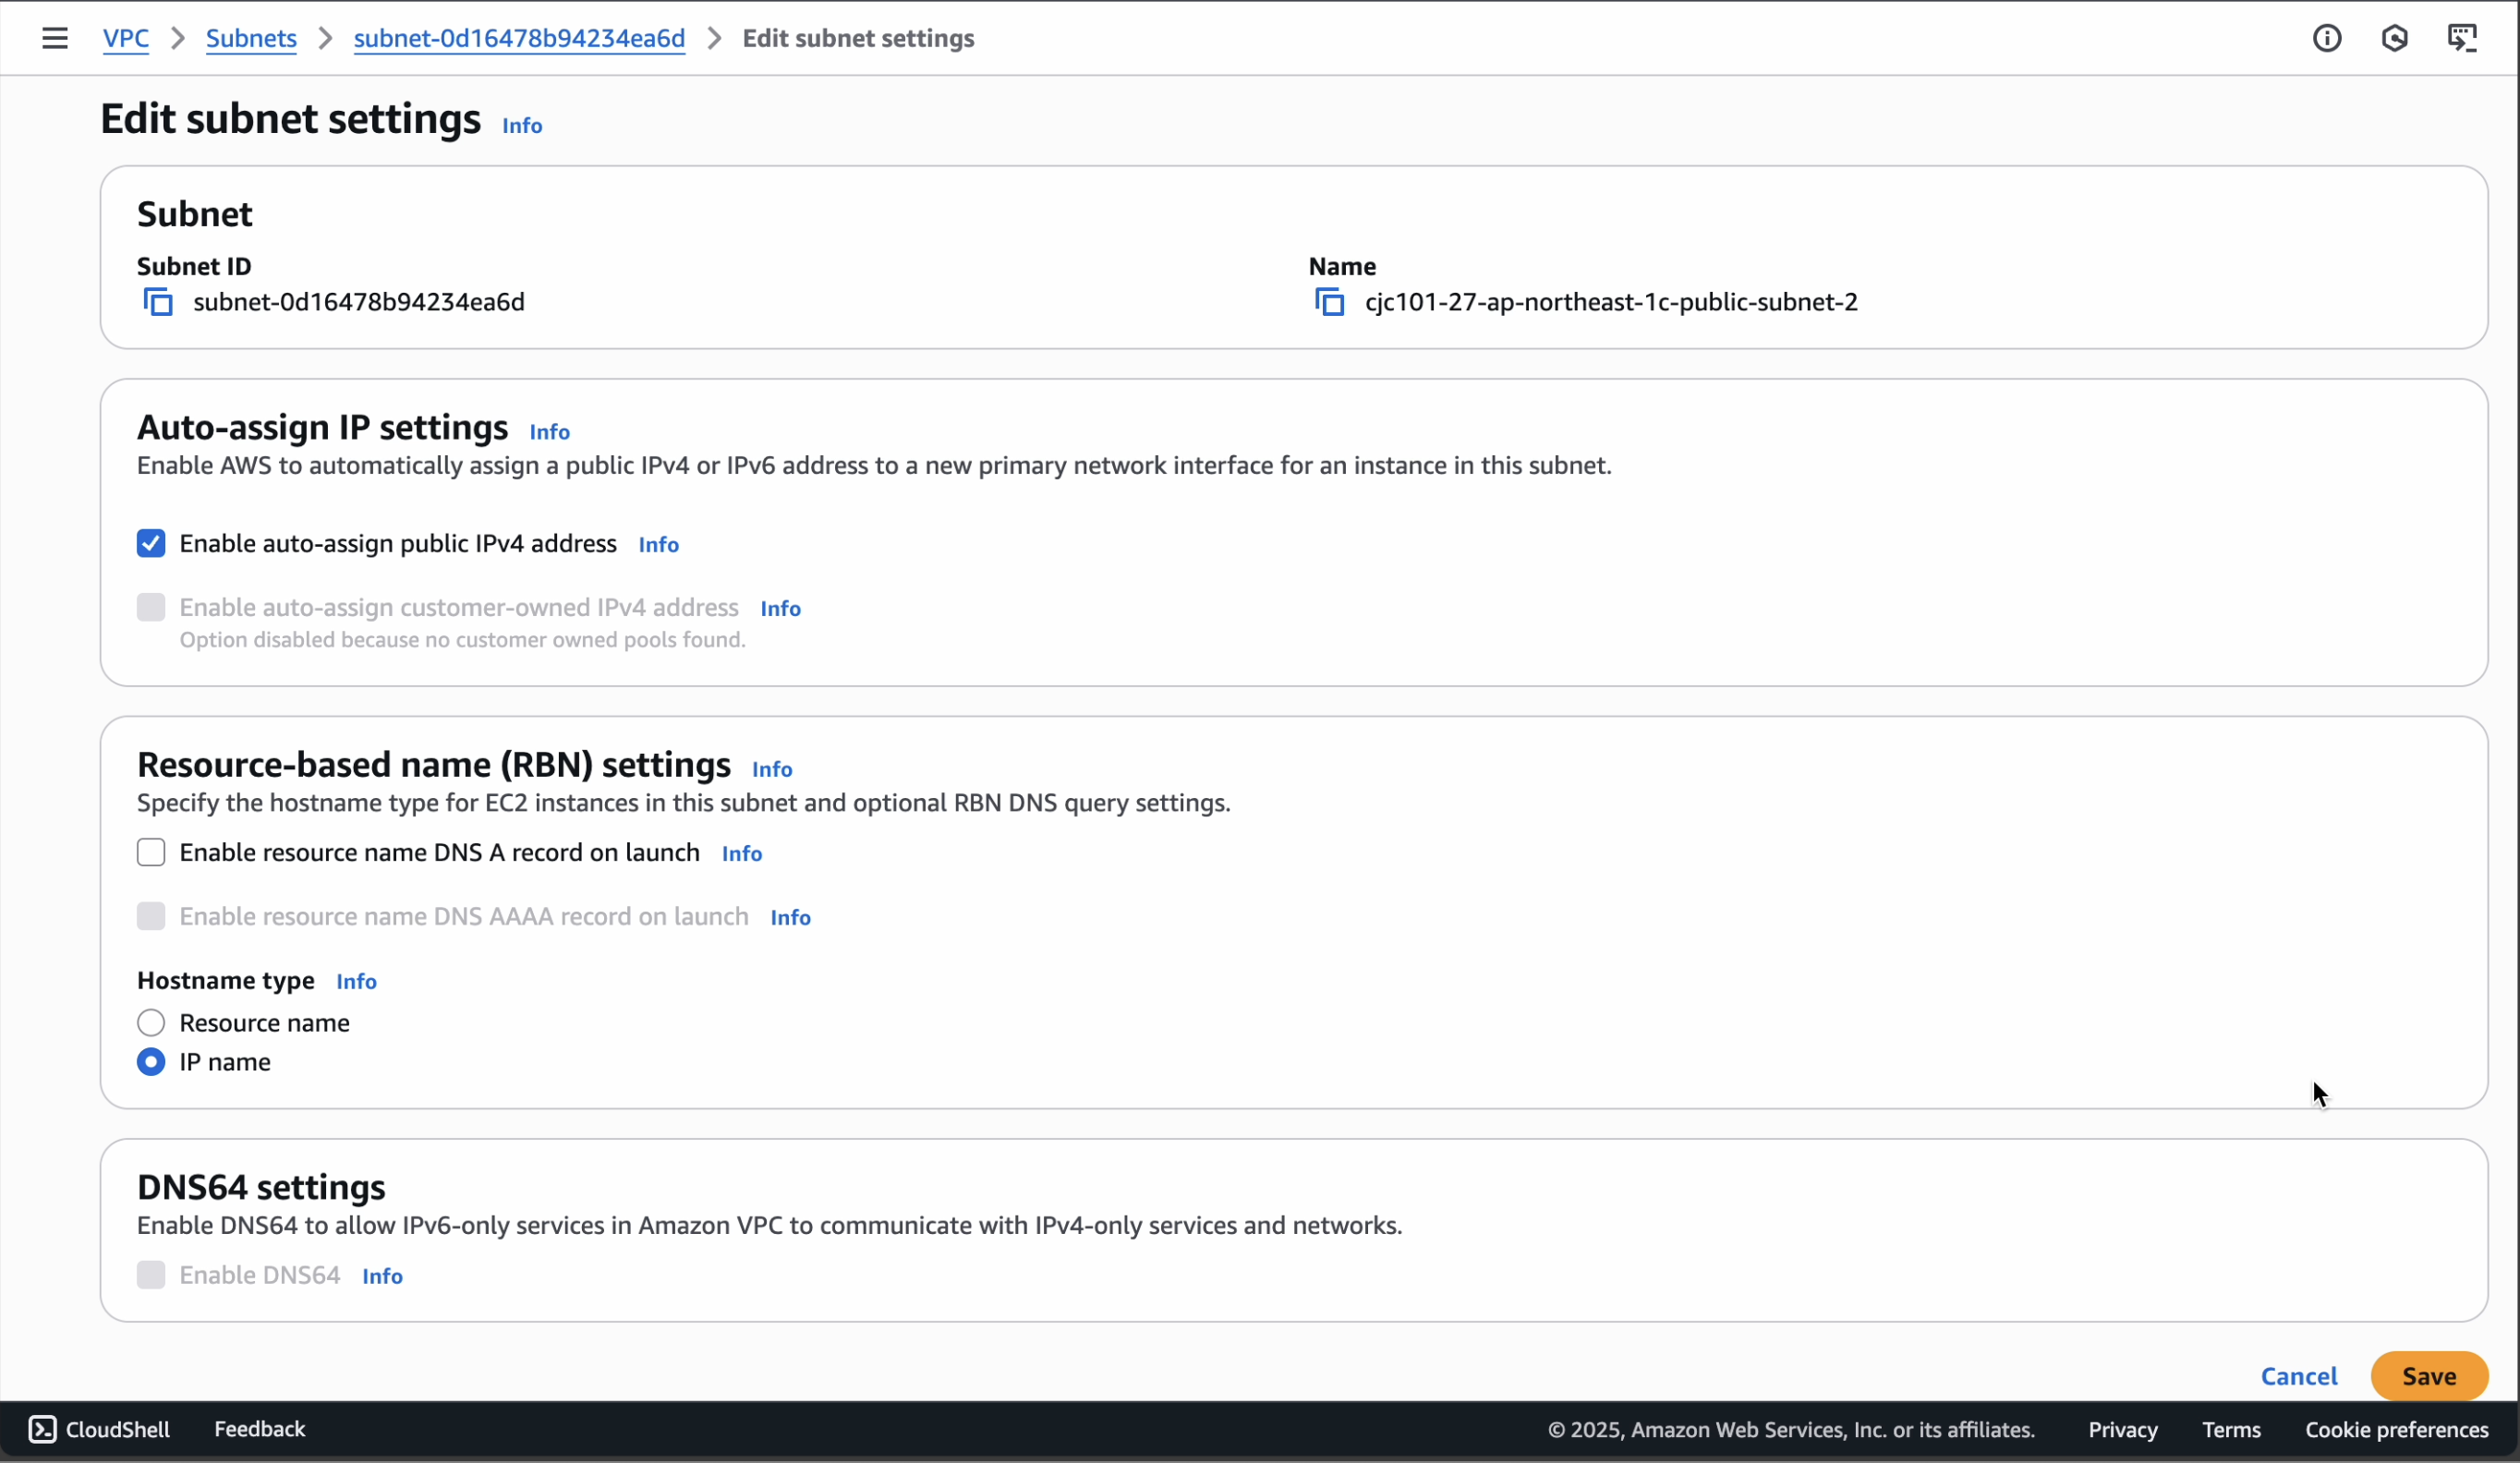 VPC > Subnets > subnet-0d16478b94234ea6d > Edit subnet settings
Edit subnet settings Info
Subnet
Subnet ID
subnet-0d16478b94234ea6d
Name
cjc101-27-ap-northeast-1c-public-subnet-2
Auto-assign IP settings Info
Enable AWS to automatically assign a public IPv4 or IPv6 address to a new primary network interface for an instance in this subnet.
Enable auto-assign public IPv4 address Info
Enable auto-assign customer-owned IPv4 address Info
Option disabled because no customer owned pools found.
Resource-based name (RBN) settings Info
Specify the hostname type for EC2 instances in this subnet and optional RBN DNS query settings.
Enable resource name DNS A record on launch Info
Enable resource name DNS AAAA record on launch Info
Hostname type Info
Resource name
IP name
DNS64 settings
Enable DNS64 to allow IPv6-only services in Amazon VPC to communicate with IPv4-only services and networks.
Enable DNS64 Info
Cancel Save
CloudShell Feedback © 2025, Amazon Web Services, Inc. or its affiliates. Privacy Terms Cookie preferences